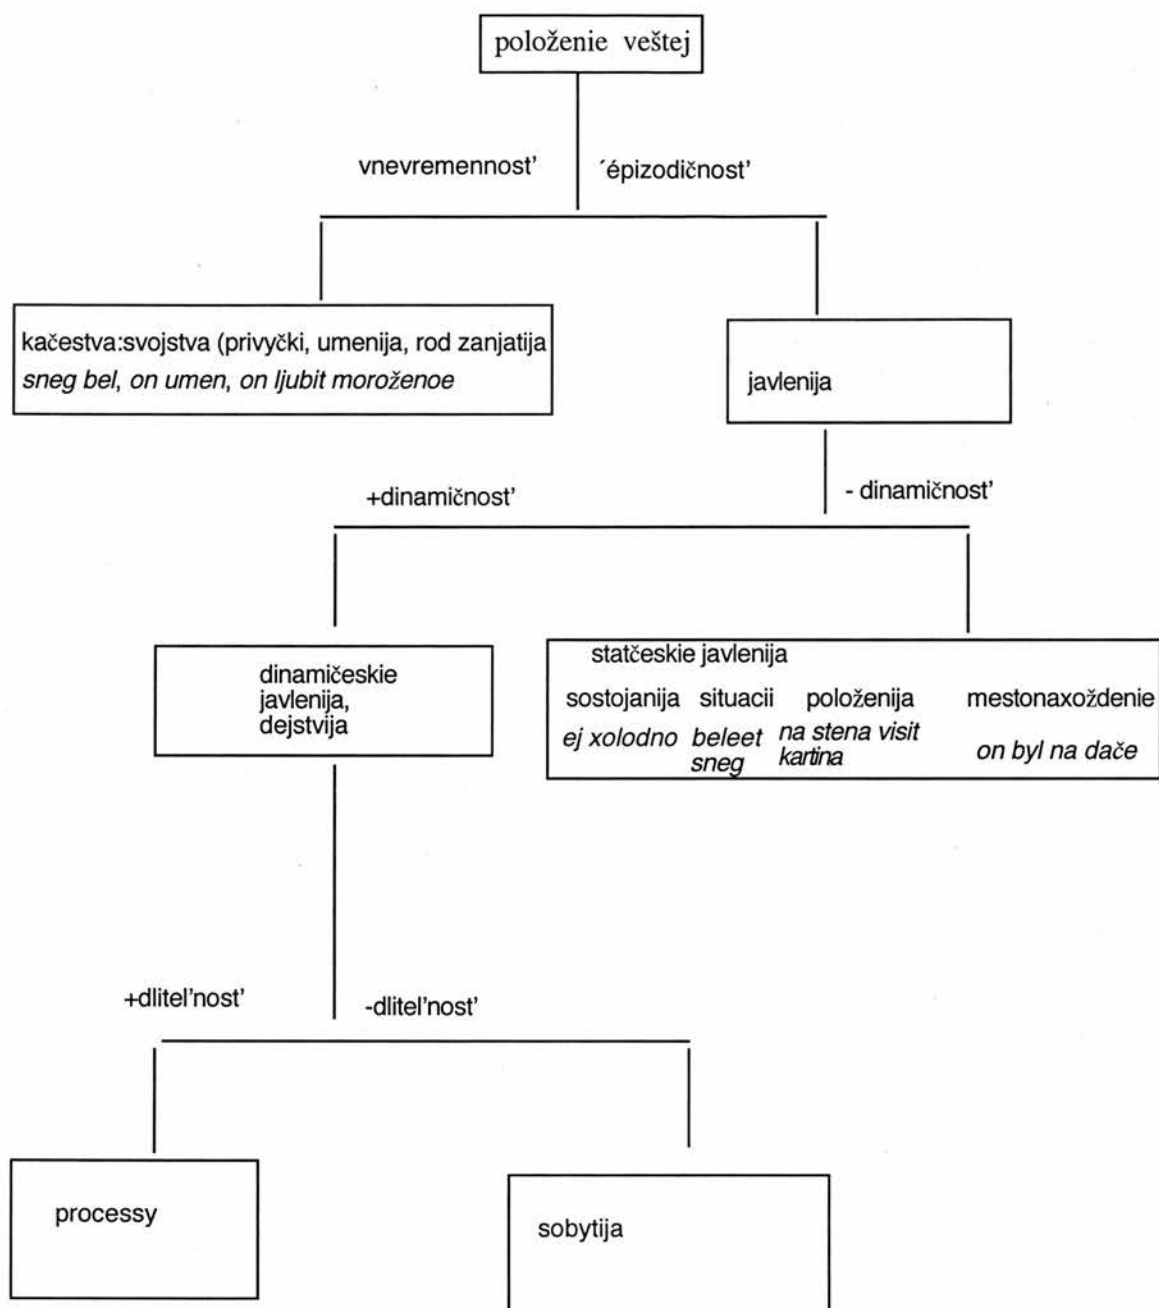 položenie veštej
vnevremennost’ ´épizodičnost’
kačestva:svojstva (privyčki, umenija, rod zanjatija
sneg bel, on umen, on ljubit moroženoe
javlenija
+dinamičnost’ - dinamičnost’
dinamičeskie
javlenija,
dejstvija
statčeskie javlenija
sostojanija situacii položenija mestonaxoždenie
ej xolodno beleet na stena visit on byl na dače
sneg kartina
+dlitel’nost’ -dlitel’nost’
processy
sobytija